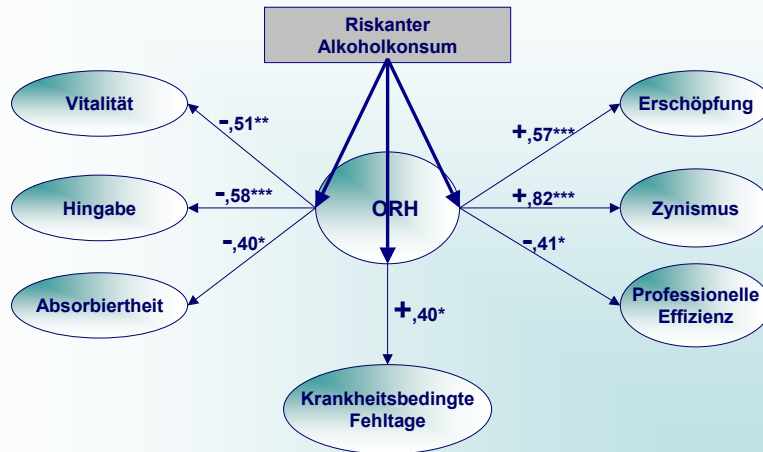 Riskanter
Alkoholkonsum
Vitalität
Erschöpfung
-,51**
+,57***
Hingabe
-,58***
ORH
+,82***
Zynismus
-,40*
-,41*
Absorbiertheit
Professionelle
Effizienz
+,40*
Krankheitsbedingte
Fehltage